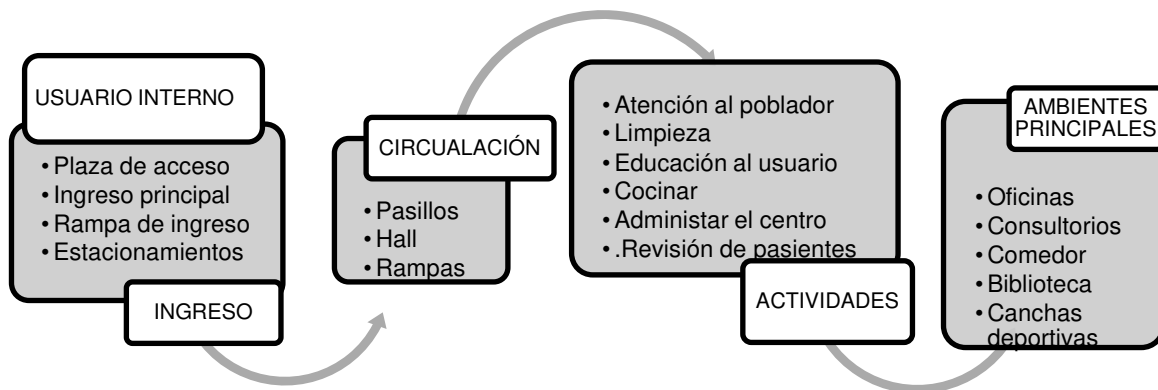 USUARIO INTERNO
• Plaza de acceso
• Ingreso principal
• Rampa de ingreso
• Estacionamientos
INGRESO
CIRCUALACIÓN
• Pasillos
• Hall
• Rampas
• Atención al poblador
• Limpieza
• Educación al usuario
• Cocinar
• Administar el centro
• .Revisión de pasientes
ACTIVIDADES
AMBIENTES
PRINCIPALES
• Oficinas
• Consultorios
• Comedor
• Biblioteca
• Canchas
deportivas